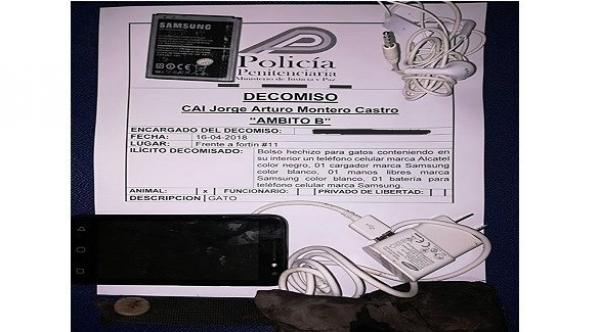 SAMSUNG
Policía
Penitenciaria
Ministerio de Justicia y Paz
DECOMISO
CAI Jorge Arturo Montero Castro
"AMBITO B"
ENCARGADO DEL DECOMISO:
FECHA: 16-04-2018
LUGAR: Frente a fortin #11
ILÍCITO DECOMISADO: Bolso hechizo para gatos conteniendo en
su interior un teléfono celular marca Alcatel
color negro, 01 cargador marca Samsung
color blanco, 01 manos libres marca
Samsung color blanco, 01 batería para
teléfono celular marca Samsung.
ANIMAL: x FUNCIONARIO: PRIVADO DE LIBERTAD:
DESCRIPCION GATO